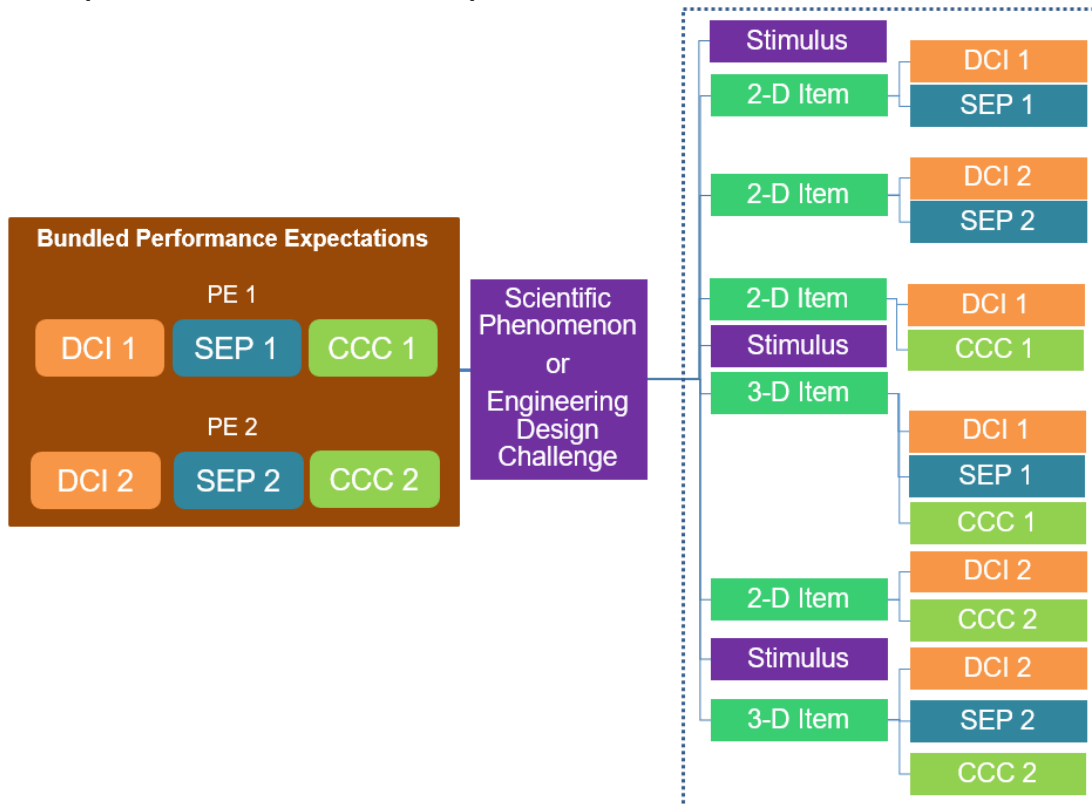 Bundled Performance Expectations
PE 1
DCI 1 SEP 1 CCC 1
PE 2
DCI 2 SEP 2 CCC 2
Scientific
Phenomenon
or
Engineering
Design
Challenge
Stimulus
2-D Item
DCI 1
SEP 1
2-D Item
DCI 2
SEP 2
2-D Item
DCI 1
CCC 1
Stimulus
3-D Item
DCI 1
SEP 1
CCC 1
2-D Item
DCI 2
CCC 2
Stimulus
3-D Item
DCI 2
SEP 2
CCC 2